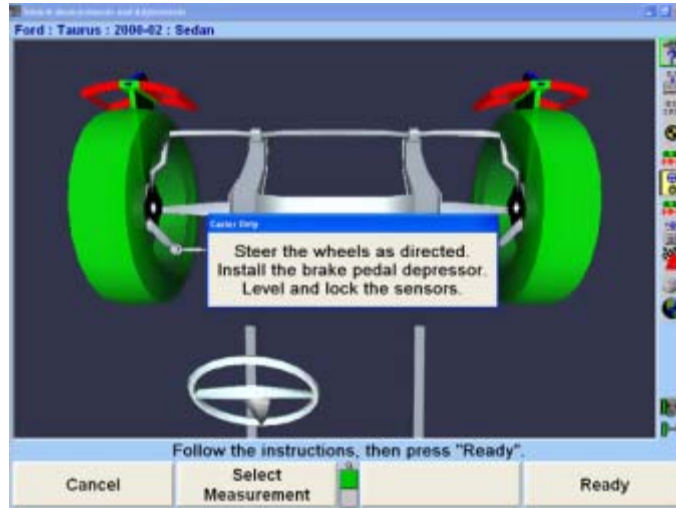 Ford : Taurus : 2000-02 : Sedan
Caster Only
Steer the wheels as directed.
Install the brake pedal depressor.
Level and lock the sensors.
Follow the instructions, then press "Ready".
Cancel
Select
Measurement
Ready